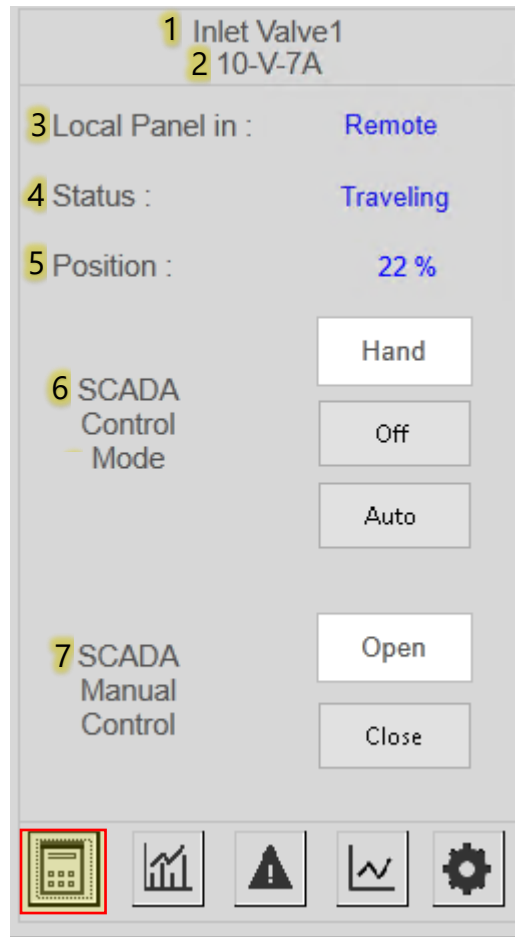 1 Inlet Valve1
2 10-V-7A
3 Local Panel in : Remote
4 Status : Traveling
5 Position : 22 %
6 SCADA
Control
Mode
Hand
Off
Auto
7 SCADA
Manual
Control
Open
Close